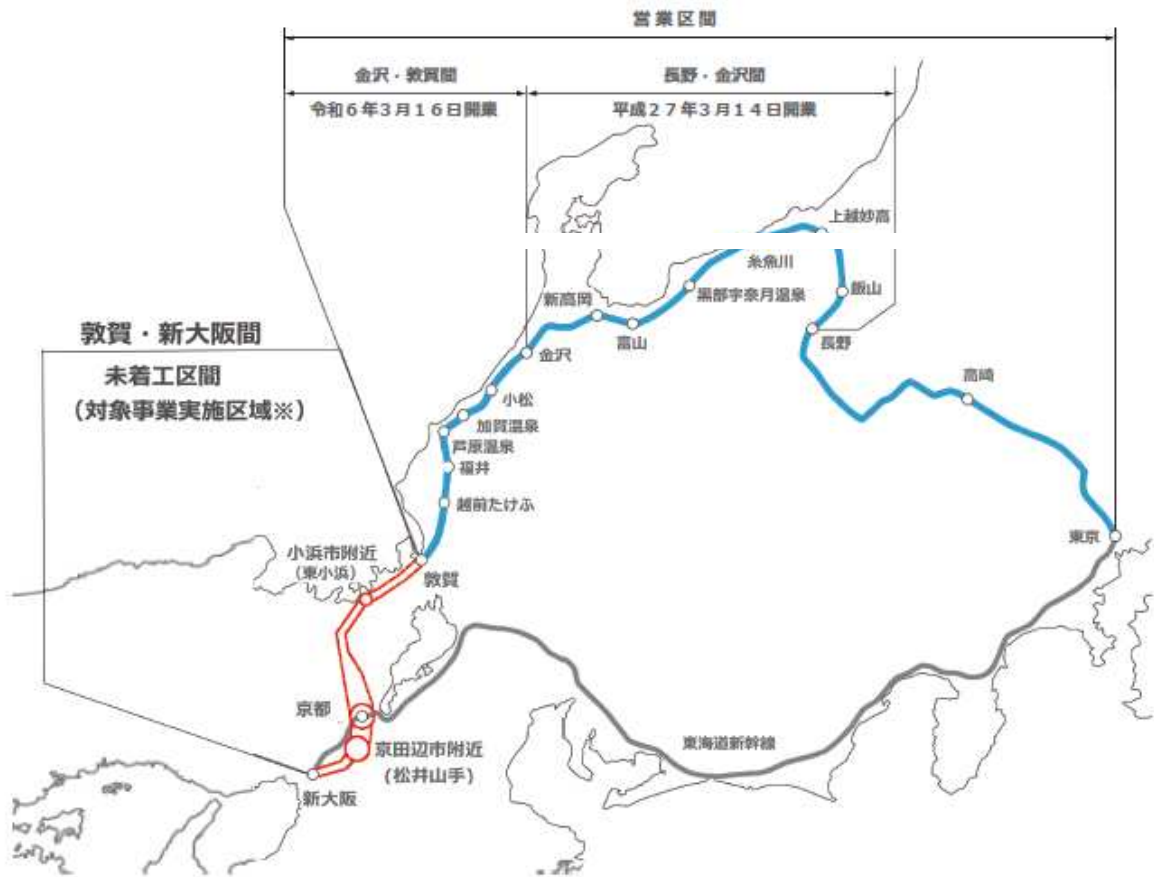 営業区間
金沢・敦賀間
長野・金沢間
令和6年3月16日開業
平成27年3月14日開業
上越妙高
糸魚川
飯山
黒部宇奈月温泉
新高岡
富山
長野
敦賀・新大阪間
金沢
高崎
未着工区間
小松
(対象事業実施区域※)
加賀温泉
芦原温泉
福井
越前たけふ
東京
小浜市附近
(東小浜)
敦賀
京都
京田辺市附近
(松井山手)
東海道新幹線
新大阪